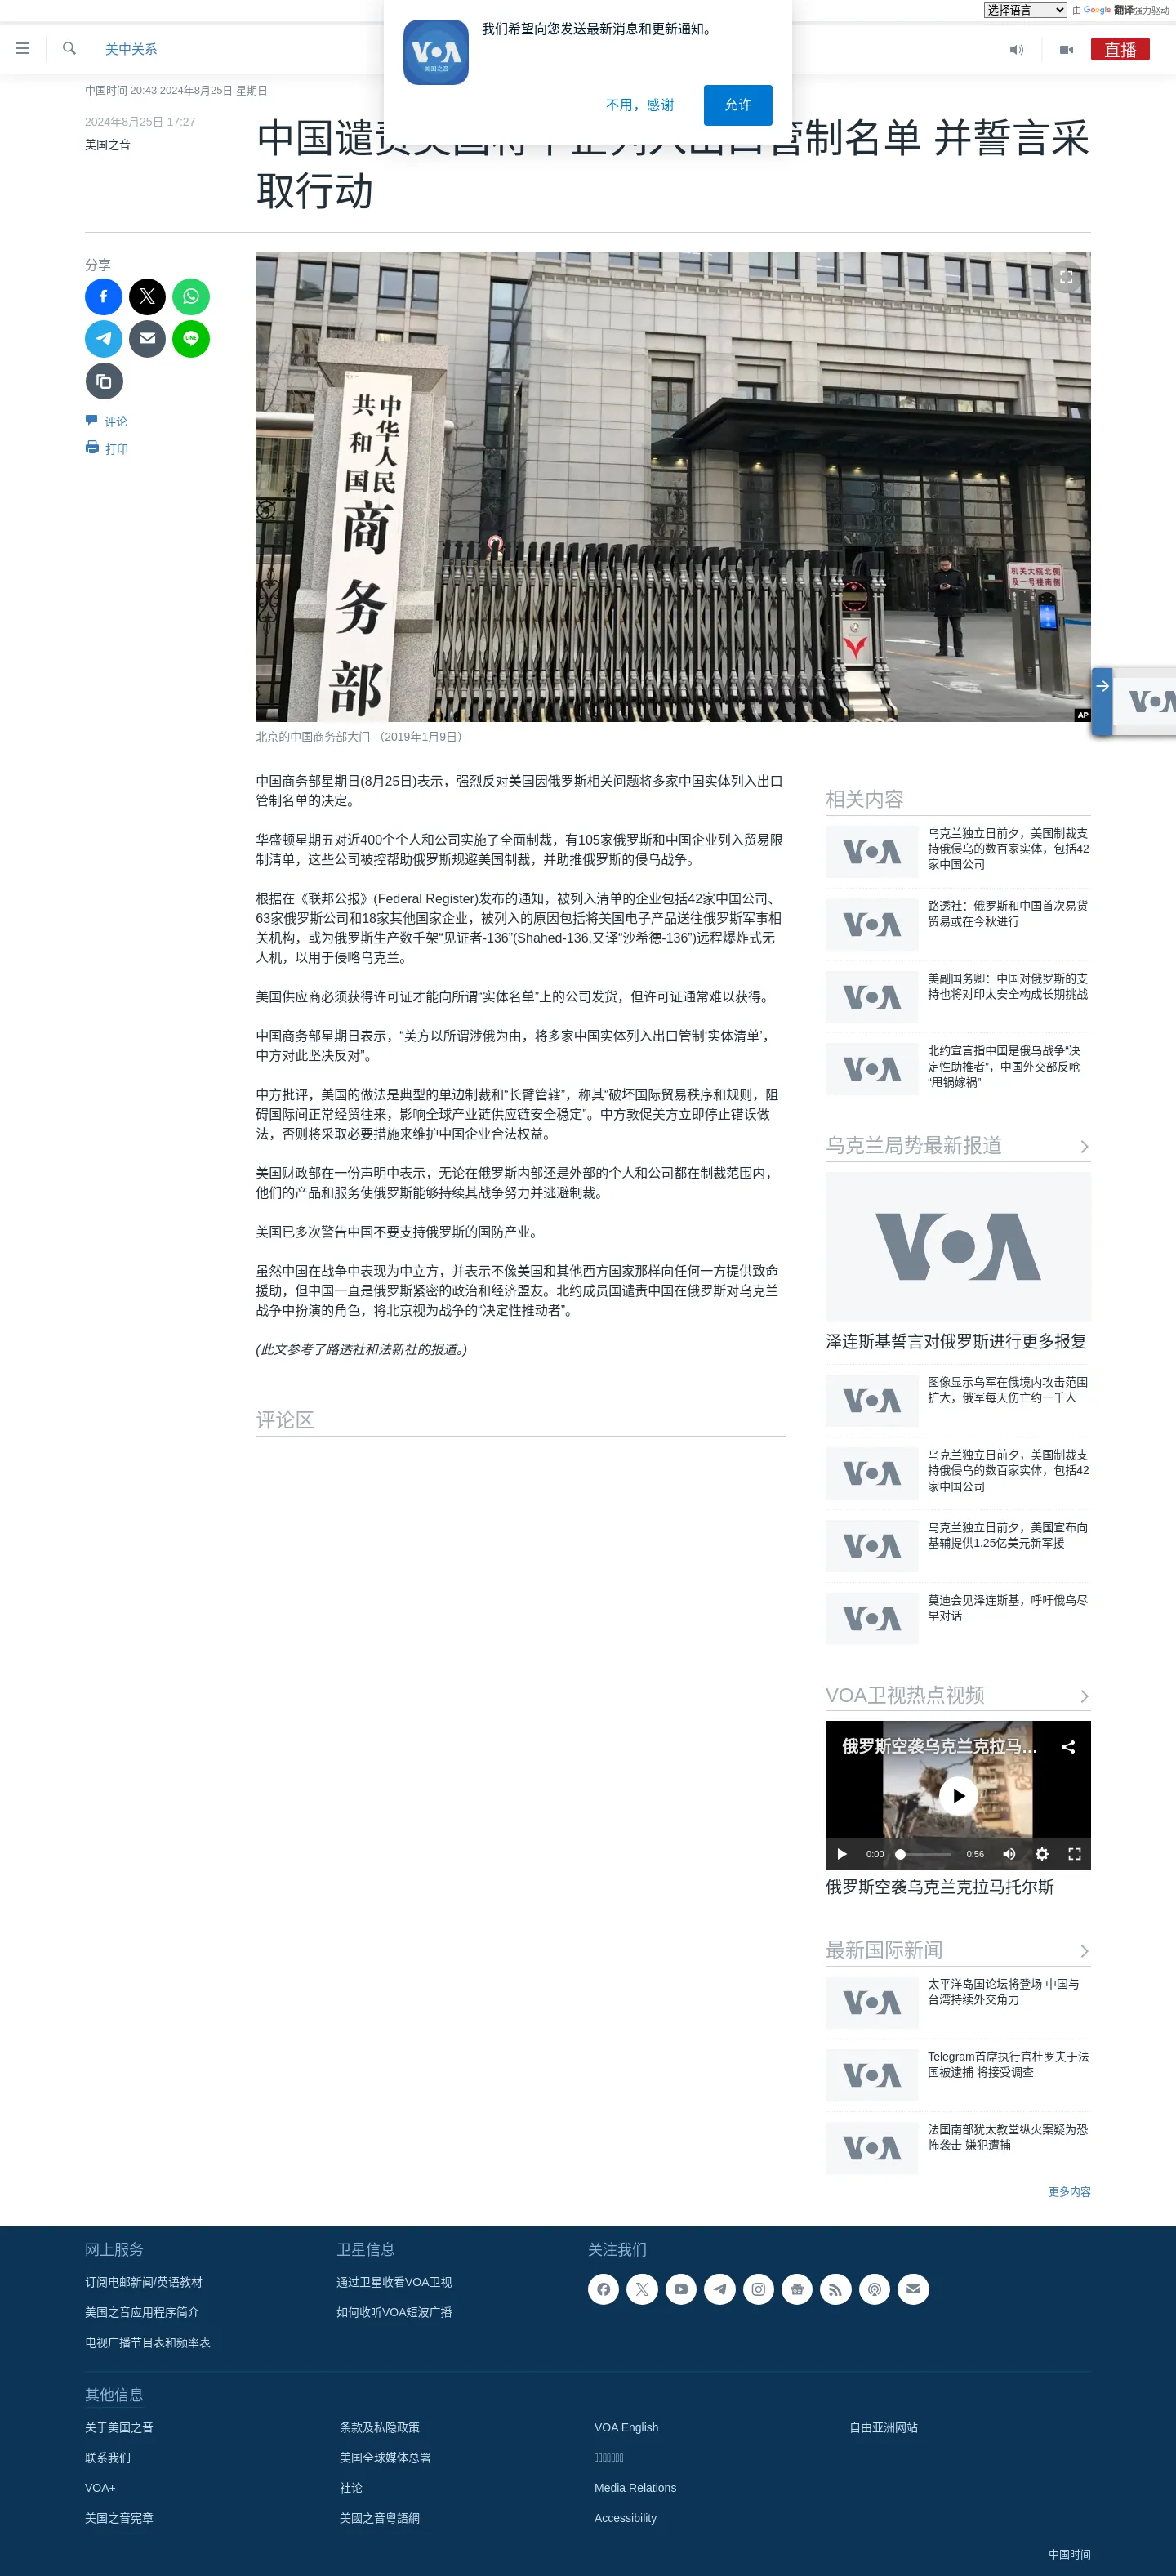 选择语言
由 Google 翻译强力驱动
美中关系
直播
VOA
美国之音
我们希望向您发送最新消息和更新通知。
不用，感谢
允许
中国时间 20:43 2024年8月25日 星期日
2024年8月25日 17:27
美国之音
管制名单 并誓言采
取行动
分享
评论
打印
中华人民
共和国
商务部
机关大院北侧
及一号楼南侧
AP
VOA
北京的中国商务部大门 （2019年1月9日）
中国商务部星期日(8月25日)表示，强烈反对美国因俄罗斯相关问题将多家中国实体列入出口
管制名单的决定。
华盛顿星期五对近400个个人和公司实施了全面制裁，有105家俄罗斯和中国企业列入贸易限
制清单，这些公司被控帮助俄罗斯规避美国制裁，并助推俄罗斯的侵乌战争。
根据在《联邦公报》(Federal Register)发布的通知，被列入清单的企业包括42家中国公司、
63家俄罗斯公司和18家其他国家企业，被列入的原因包括将美国电子产品送往俄罗斯军事相
关机构，或为俄罗斯生产数千架“见证者-136”(Shahed-136,又译“沙希德-136”)远程爆炸式无
人机，以用于侵略乌克兰。
美国供应商必须获得许可证才能向所谓“实体名单”上的公司发货，但许可证通常难以获得。
中国商务部星期日表示，“美方以所谓涉俄为由，将多家中国实体列入出口管制‘实体清单’，
中方对此坚决反对”。
中方批评，美国的做法是典型的单边制裁和“长臂管辖”，称其“破坏国际贸易秩序和规则，阻
碍国际间正常经贸往来，影响全球产业链供应链安全稳定”。中方敦促美方立即停止错误做
法，否则将采取必要措施来维护中国企业合法权益。
美国财政部在一份声明中表示，无论在俄罗斯内部还是外部的个人和公司都在制裁范围内，
他们的产品和服务使俄罗斯能够持续其战争努力并逃避制裁。
美国已多次警告中国不要支持俄罗斯的国防产业。
虽然中国在战争中表现为中立方，并表示不像美国和其他西方国家那样向任何一方提供致命
援助，但中国一直是俄罗斯紧密的政治和经济盟友。北约成员国谴责中国在俄罗斯对乌克兰
战争中扮演的角色，将北京视为战争的“决定性推动者”。
(此文参考了路透社和法新社的报道。)
评论区
相关内容
VOA
乌克兰独立日前夕，美国制裁支
持俄侵乌的数百家实体，包括42
家中国公司
VOA
路透社：俄罗斯和中国首次易货
贸易或在今秋进行
VOA
美副国务卿：中国对俄罗斯的支
持也将对印太安全构成长期挑战
VOA
北约宣言指中国是俄乌战争“决
定性助推者”，中国外交部反呛
“甩锅嫁祸”
乌克兰局势最新报道
VOA
泽连斯基誓言对俄罗斯进行更多报复
VOA
图像显示乌军在俄境内攻击范围
扩大，俄军每天伤亡约一千人
VOA
乌克兰独立日前夕，美国制裁支
持俄侵乌的数百家实体，包括42
家中国公司
VOA
乌克兰独立日前夕，美国宣布向
基辅提供1.25亿美元新军援
VOA
莫迪会见泽连斯基，呼吁俄乌尽
早对话
VOA卫视热点视频
俄罗斯空袭乌克兰克拉马...
0:00
0:56
俄罗斯空袭乌克兰克拉马托尔斯
最新国际新闻
VOA
太平洋岛国论坛将登场 中国与
台湾持续外交角力
VOA
Telegram首席执行官杜罗夫于法
国被逮捕 将接受调查
VOA
法国南部犹太教堂纵火案疑为恐
怖袭击 嫌犯遭捕
更多内容
网上服务
订阅电邮新闻/英语教材
美国之音应用程序简介
电视广播节目表和频率表
卫星信息
通过卫星收看VOA卫视
如何收听VOA短波广播
关注我们
其他信息
关于美国之音
联系我们
VOA+
美国之音宪章
条款及私隐政策
美国全球媒体总署
社论
美國之音粵語網
VOA English
Media Relations
Accessibility
自由亚洲网站
中国时间